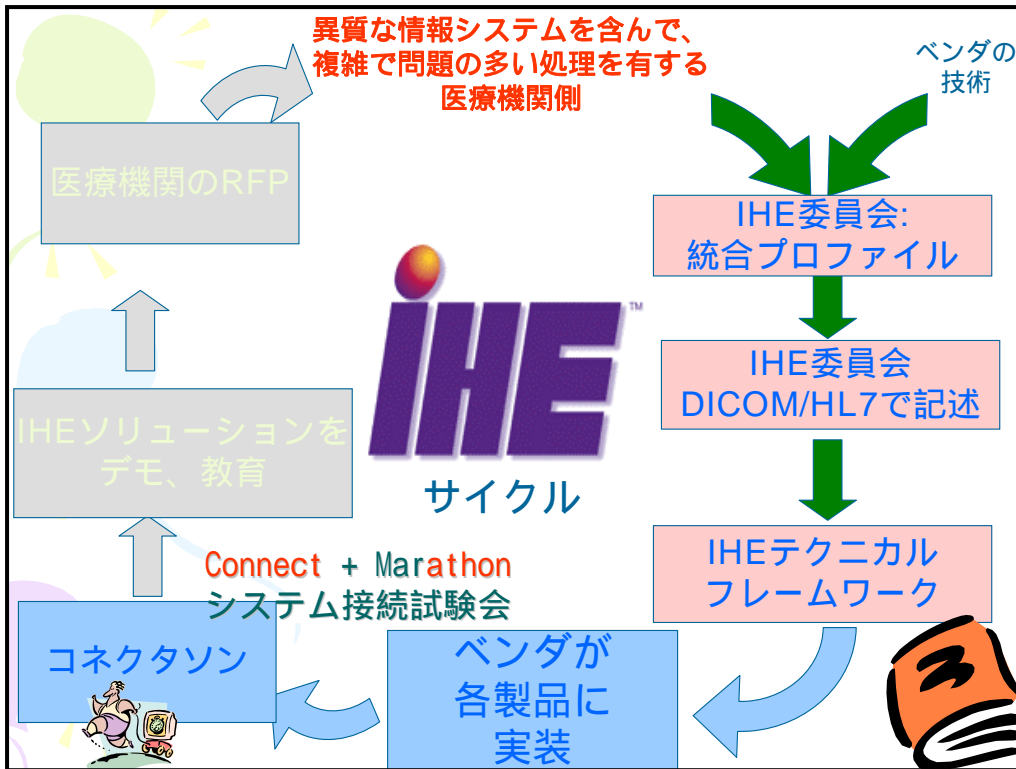 異質な情報システムを含んで、
複雑で問題の多い処理を有する
医療機関側
ベンダの
技術
医療機関のRFP
IHE委員会:
統合プロファイル
IHE
TM
サイクル
IHE委員会
DICOM/HL7で記述
IHEソリューションを
デモ、教育
IHEテクニカル
フレームワーク
Connect + Marathon
システム接続試験会
コネクタソン
ベンダが
各製品に
実装
3